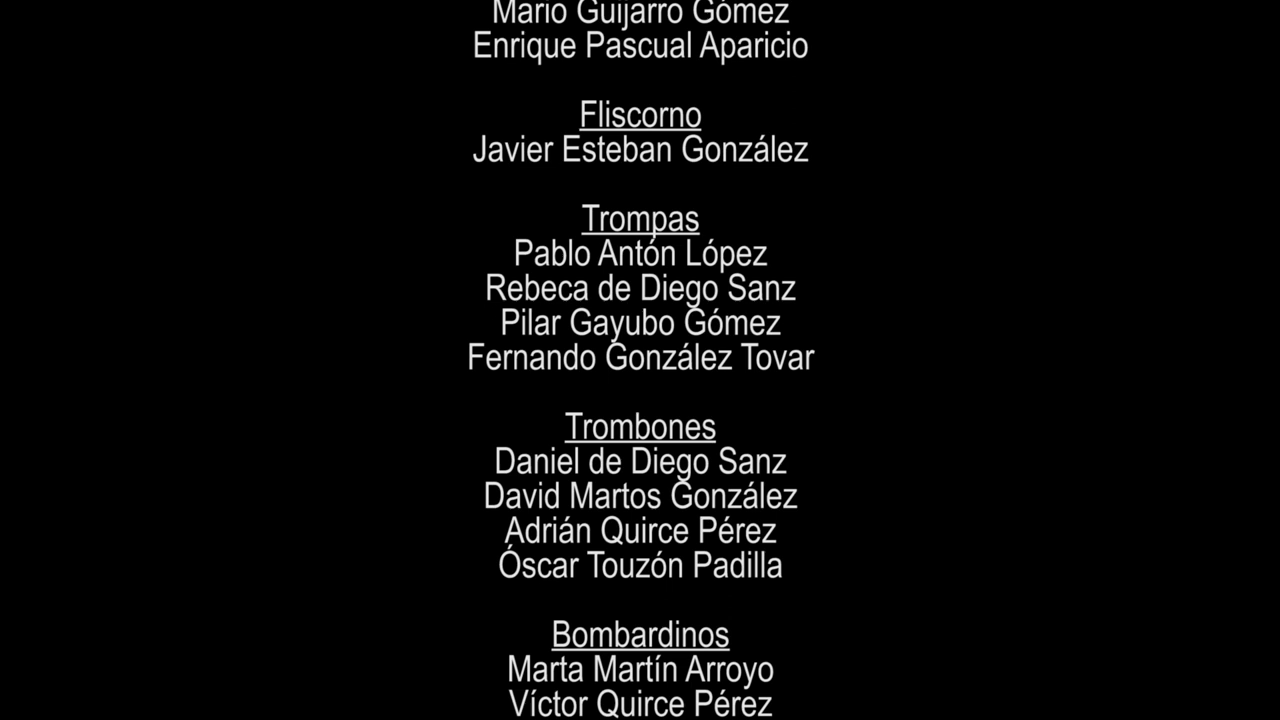 Mario Guijarro Gómez
Enrique Pascual Aparicio
Fliscorno
Javier Esteban González
Trompas
Pablo Antón López
Rebeca de Diego Sanz
Pilar Gayubo Gómez
Fernando González Tovar
Trombones
Daniel de Diego Sanz
David Martos González
Adrián Quirce Pérez
Óscar Touzón Padilla
Bombardinos
Marta Martín Arroyo
Víctor Quirce Pérez